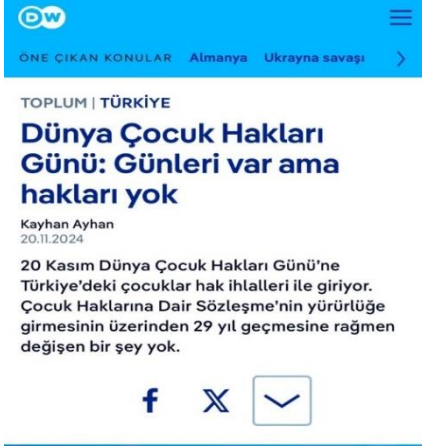 DW
ÖNE ÇIKAN KONULAR Almanya Ukrayna savaşı
TOPLUM | TÜRKİYE
Dünya Çocuk Hakları
Günü: Günleri var ama
hakları yok
Kayhan Ayhan
20.11.2024
20 Kasım Dünya Çocuk Hakları Günü'ne
Türkiye'deki çocuklar hak ihlalleri ile giriyor.
Çocuk Haklarına Dair Sözleşme'nin yürürlüğe
girmesinin üzerinden 29 yıl geçmesine rağmen
değişen bir şey yok.